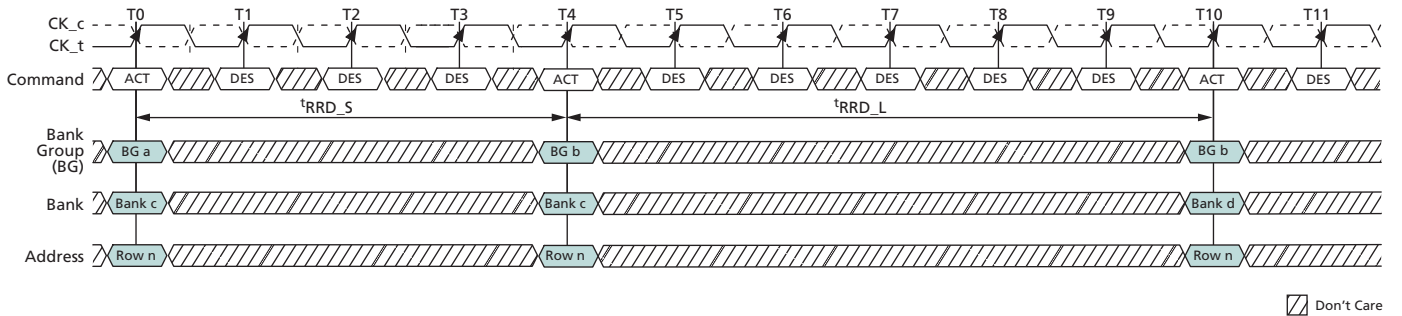 T0 T1 T2 T3 T4 T5 T6 T7 T8 T9 T10 T11
CK_c
CK_t
Command ACT DES DES DES ACT DES DES DES DES DES ACT DES
tRRD_S tRRD_L
Bank
Group
(BG)
BG a BG b BG b
Bank Bank c Bank c Bank d
Address Row n Row n Row n
Don't Care